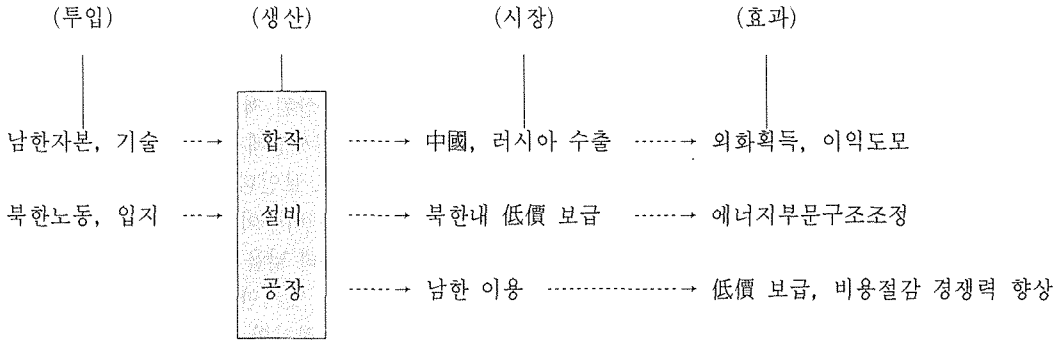 (투입) (생산) (시장) (효과)
남한자본, 기술 합작 中國, 러시아 수출 외화획득, 이익도모
북한노동, 입지 설비 북한내 低價 보급 에너지부문구조조정
공장 남한 이용 低價 보급, 비용절감 경쟁력 향상